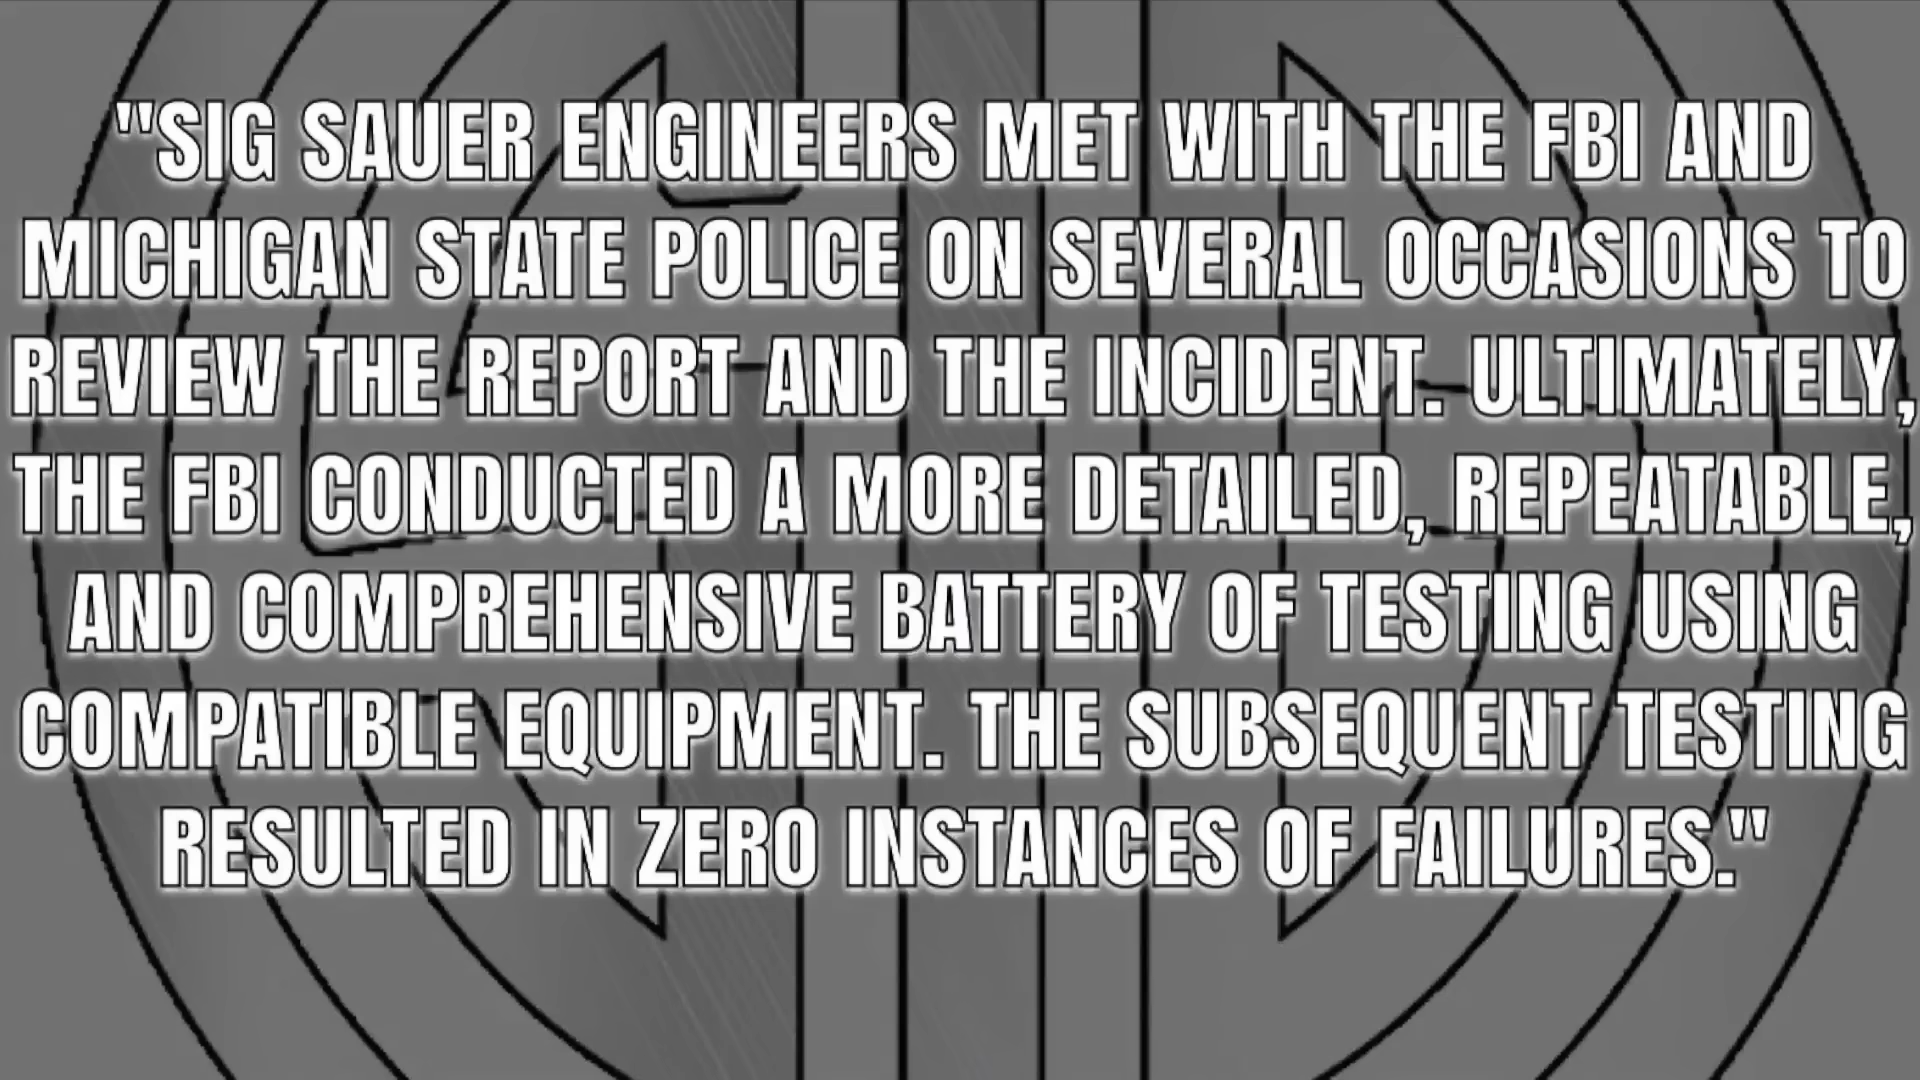 "SIG SAUER ENGINEERS MET WITH THE FBI AND
MICHIGAN STATE POLICE ON SEVERAL OCCASIONS TO
REVIEW THE REPORT AND THE INCIDENT. ULTIMATELY,
THE FBI CONDUCTED A MORE DETAILED, REPEATABLE,
AND COMPREHENSIVE BATTERY OF TESTING USING
COMPATIBLE EQUIPMENT. THE SUBSEQUENT TESTING
RESULTED IN ZERO INSTANCES OF FAILURES."